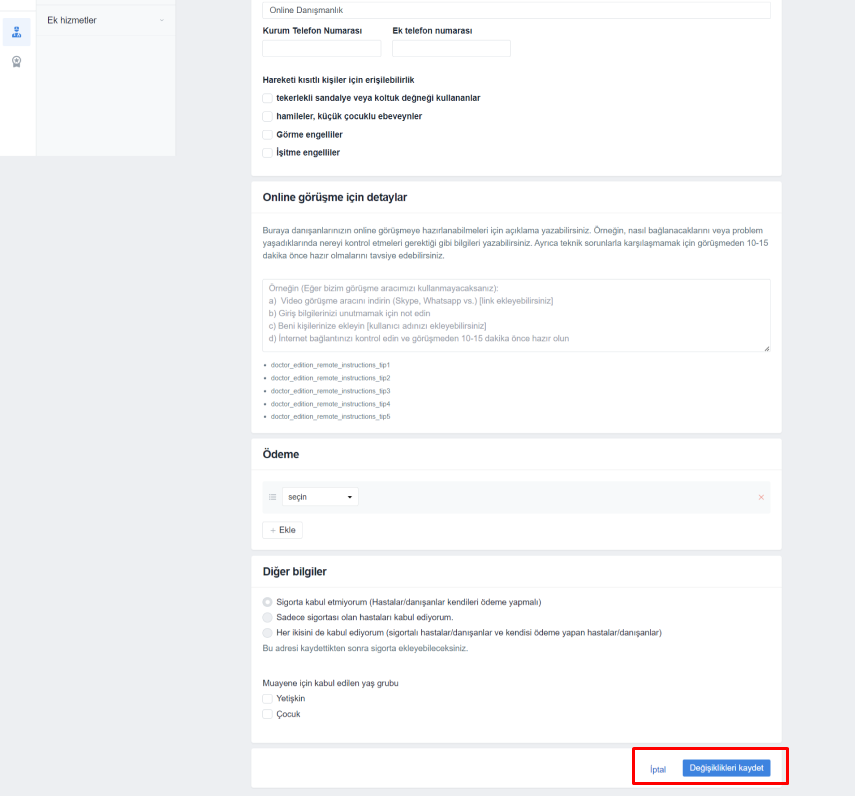 Ek hizmetler
Online Danışmanlık
Kurum Telefon Numarası
Ek telefon numarası
Hareketi kısıtlı kişiler için erişilebilirlik
tekerlekli sandalye veya koltuk değneği kullananlar
hamileler, küçük çocuklu ebeveynler
Görme engelliler
İşitme engelliler
Online görüşme için detaylar
Buraya danışanlarınızın online görüşmeye hazırlanabilmeleri için açıklama yazabilirsiniz. Örneğin, nasıl bağlanacaklarını veya problem
yaşadıklarında nereyi kontrol etmeleri gerektiği gibi bilgileri yazabilirsiniz. Ayrıca teknik sorunlarla karşılaşmamak için görüşmeden 10-15
dakika önce hazır olmalarını tavsiye edebilirsiniz.
Örneğin (Eğer bizim görüşme aracımızı kullanmayacaksanız):
a) Video görüşme aracını indirin (Skype, Whatsapp vs.) [link ekleyebilirsiniz]
b) Giriş bilgilerinizi unutmamak için not edin
c) Beni kişilerinize ekleyin [kullanıcı adınızı ekleyebilirsiniz]
d) İnternet bağlantınızı kontrol edin ve görüşmeden 10-15 dakika önce hazır olun
• doctor_edition_remote_instructions_tip1
• doctor_edition_remote_instructions_tip2
• doctor_edition_remote_instructions_tip3
• doctor_edition_remote_instructions_tip4
• doctor_edition_remote_instructions_tip5
Ödeme
seçin
+ Ekle
Diğer bilgiler
Sigorta kabul etmiyorum (Hastalar/danışanlar kendileri ödeme yapmalı)
Sadece sigortası olan hastaları kabul ediyorum.
Her ikisini de kabul ediyorum (sigortalı hastalar/danışanlar ve kendisi ödeme yapan hastalar/danışanlar)
Bu adresi kaydettikten sonra sigorta ekleyebileceksiniz.
Muayene için kabul edilen yaş grubu
Yetişkin
Çocuk
İptal
Değişiklikleri kaydet